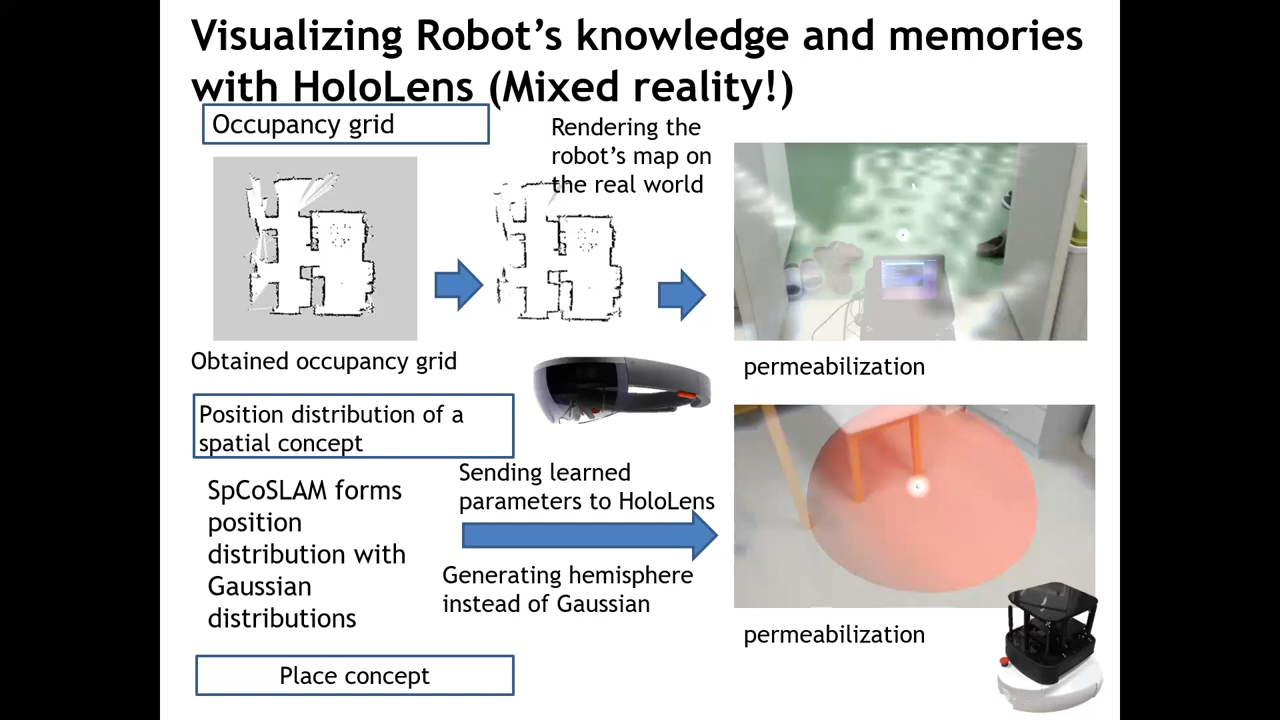 Visualizing Robot's knowledge and memories
with HoloLens (Mixed reality!)
Occupancy grid
Rendering the
robot's map on
the real world
Obtained occupancy grid
permeabilization
Position distribution of a
spatial concept
SpCoSLAM forms
position
distribution with
Gaussian
distributions
Sending learned
parameters to HoloLens
Generating hemisphere
instead of Gaussian
permeabilization
Place concept